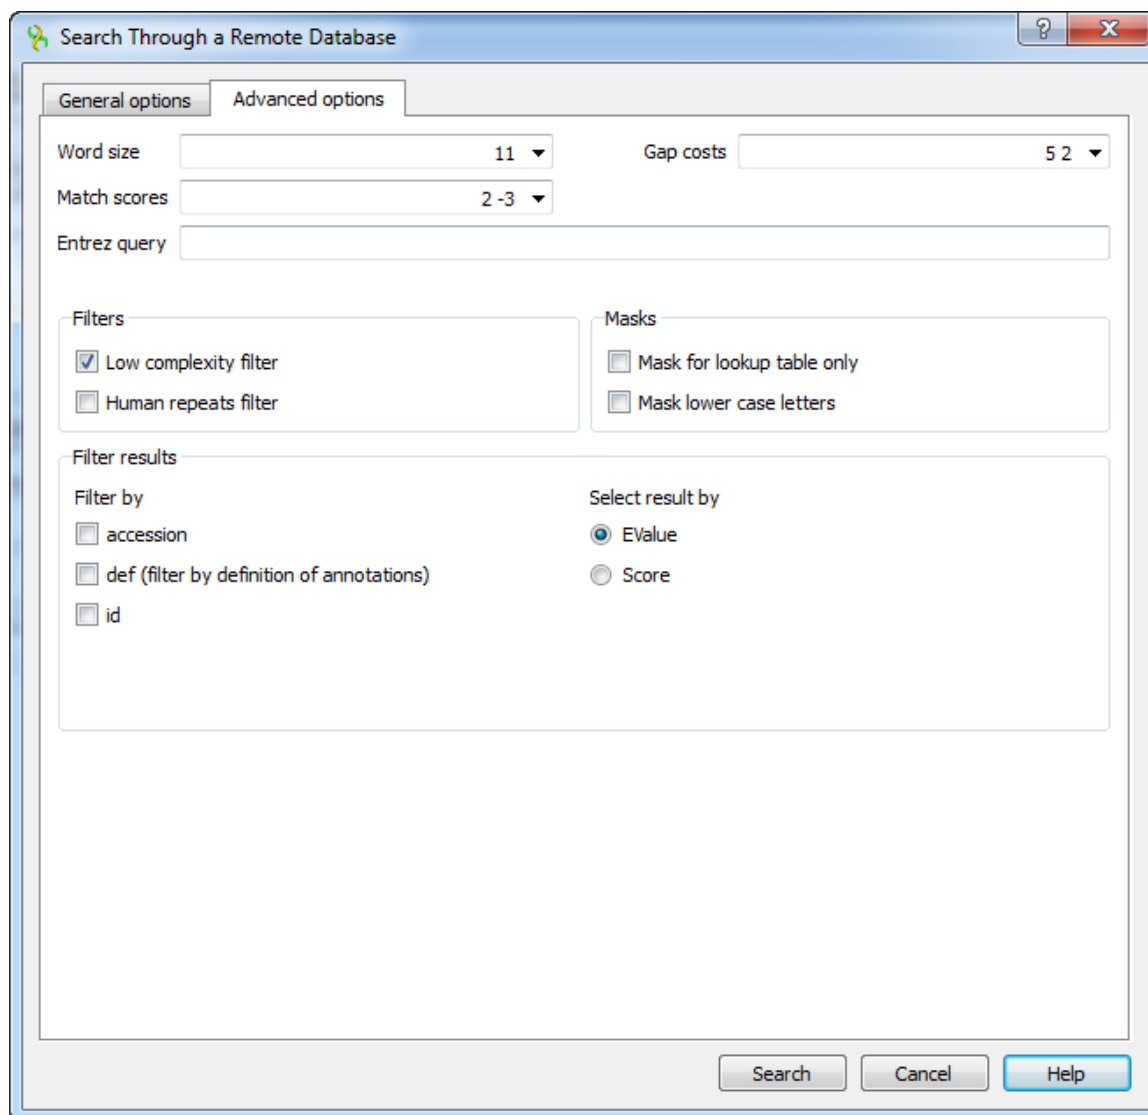 Search Through a Remote Database
General options Advanced options
Word size 11 Gap costs 5 2
Match scores 2 -3
Entrez query
Filters Masks
Low complexity filter Mask for lookup table only
Human repeats filter Mask lower case letters
Filter results
Filter by Select result by
accession EValue
def (filter by definition of annotations) Score
id
Search Cancel Help